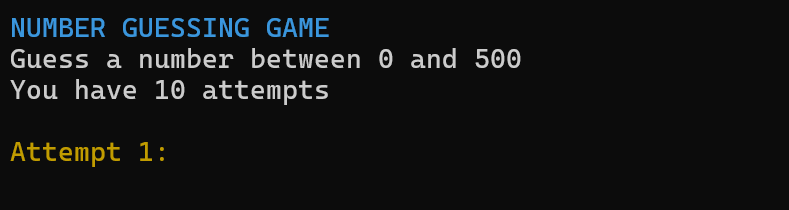 NUMBER GUESSING GAME
Guess a number between 0 and 500
You have 10 attempts
Attempt 1: